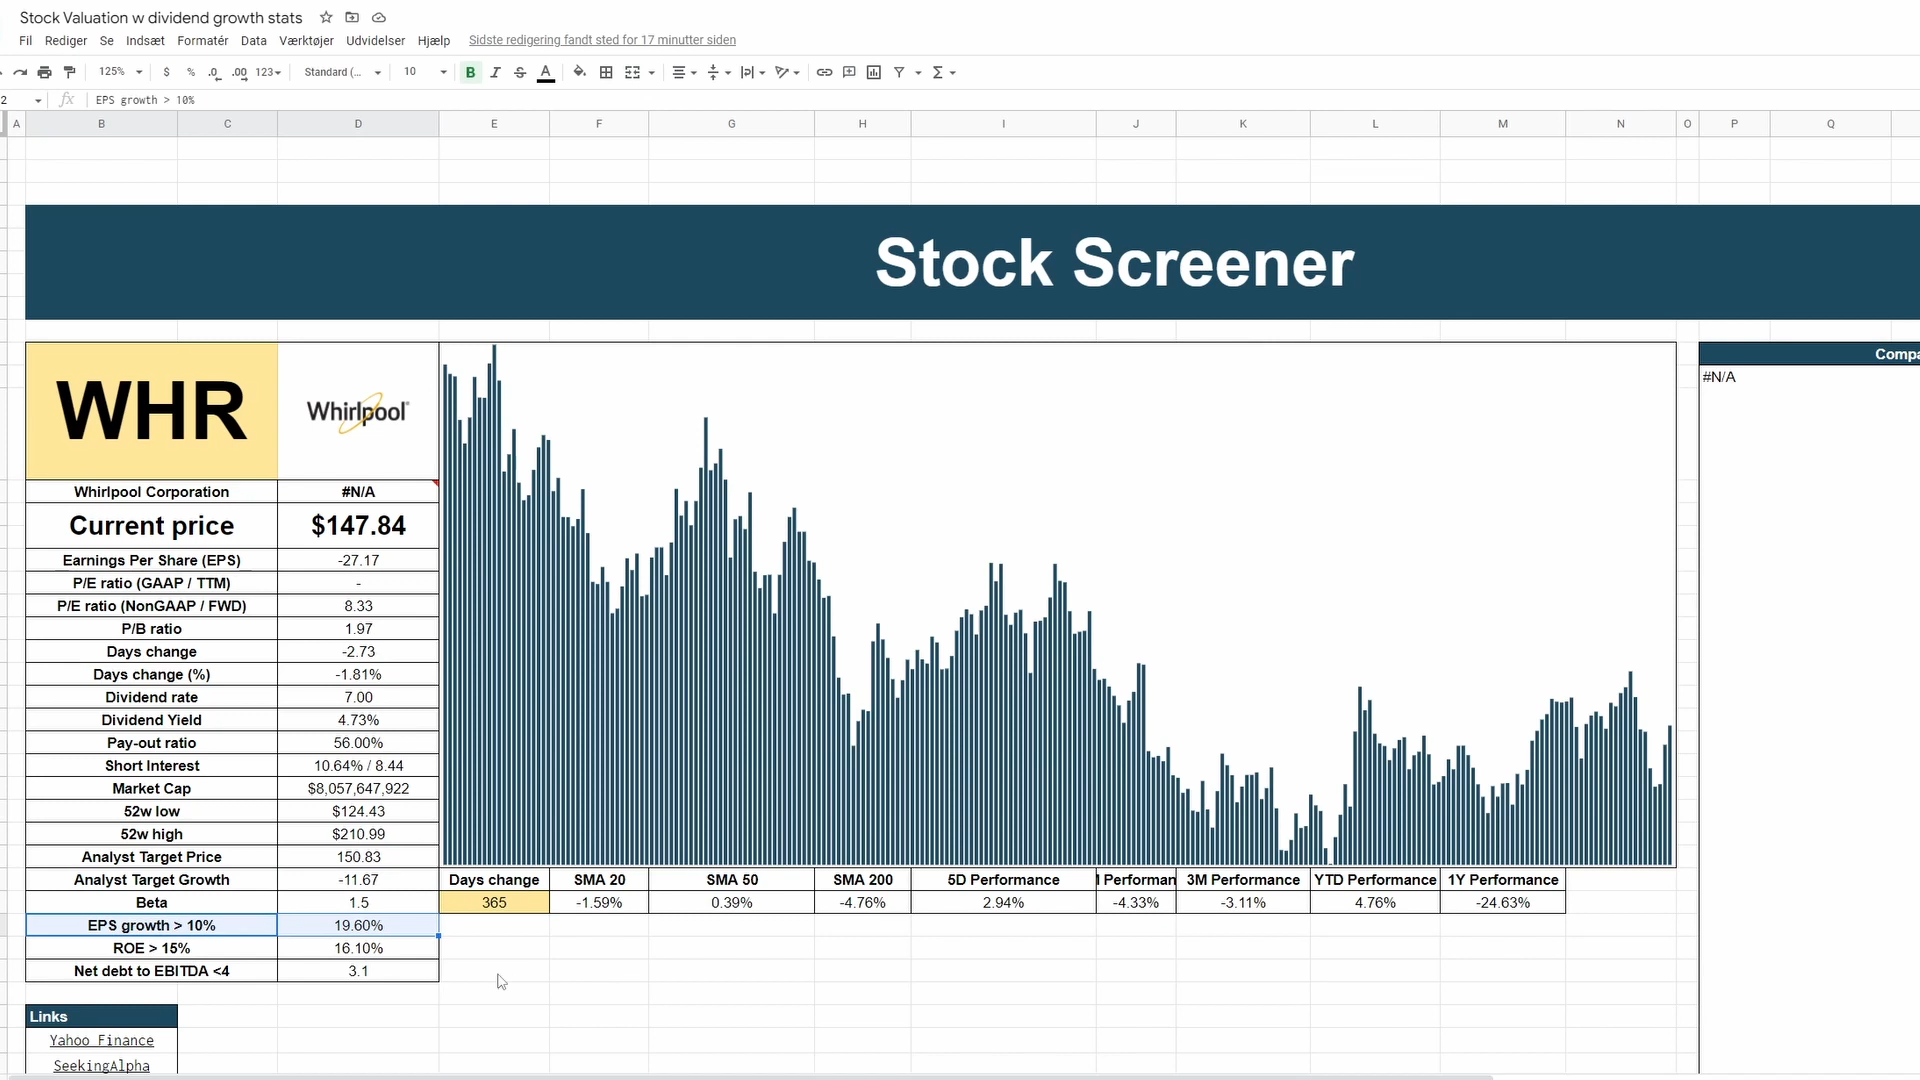 Stock Valuation w dividend growth stats
Fil Rediger Se Indsæt Formatér Data Værktøjer Udvidelser Hjælp Sidste redigering fandt sted for 17 minutter siden
125% $ % .0 .00 123 Standard (... 10 B I S A Σ
2 fx EPS growth > 10%
A B C D E F G H I J K L M N O P Q
Stock Screener
WHR Whirlpool
Compa
#N/A
Whirlpool Corporation #N/A
Current price $147.84
Earnings Per Share (EPS) -27.17
P/E ratio (GAAP / TTM) -
P/E ratio (NonGAAP / FWD) 8.33
P/B ratio 1.97
Days change -2.73
Days change (%) -1.81%
Dividend rate 7.00
Dividend Yield 4.73%
Pay-out ratio 56.00%
Short Interest 10.64% / 8.44
Market Cap $8,057,647,922
52w low $124.43
52w high $210.99
Analyst Target Price 150.83
Analyst Target Growth -11.67 Days change SMA 20 SMA 50 SMA 200 5D Performance Performan 3M Performance YTD Performance 1Y Performance
Beta 1.5 365 -1.59% 0.39% -4.76% 2.94% -4.33% -3.11% 4.76% -24.63%
EPS growth > 10% 19.60%
ROE > 15% 16.10%
Net debt to EBITDA <4 3.1
Links
Yahoo Finance
SeekingAlpha